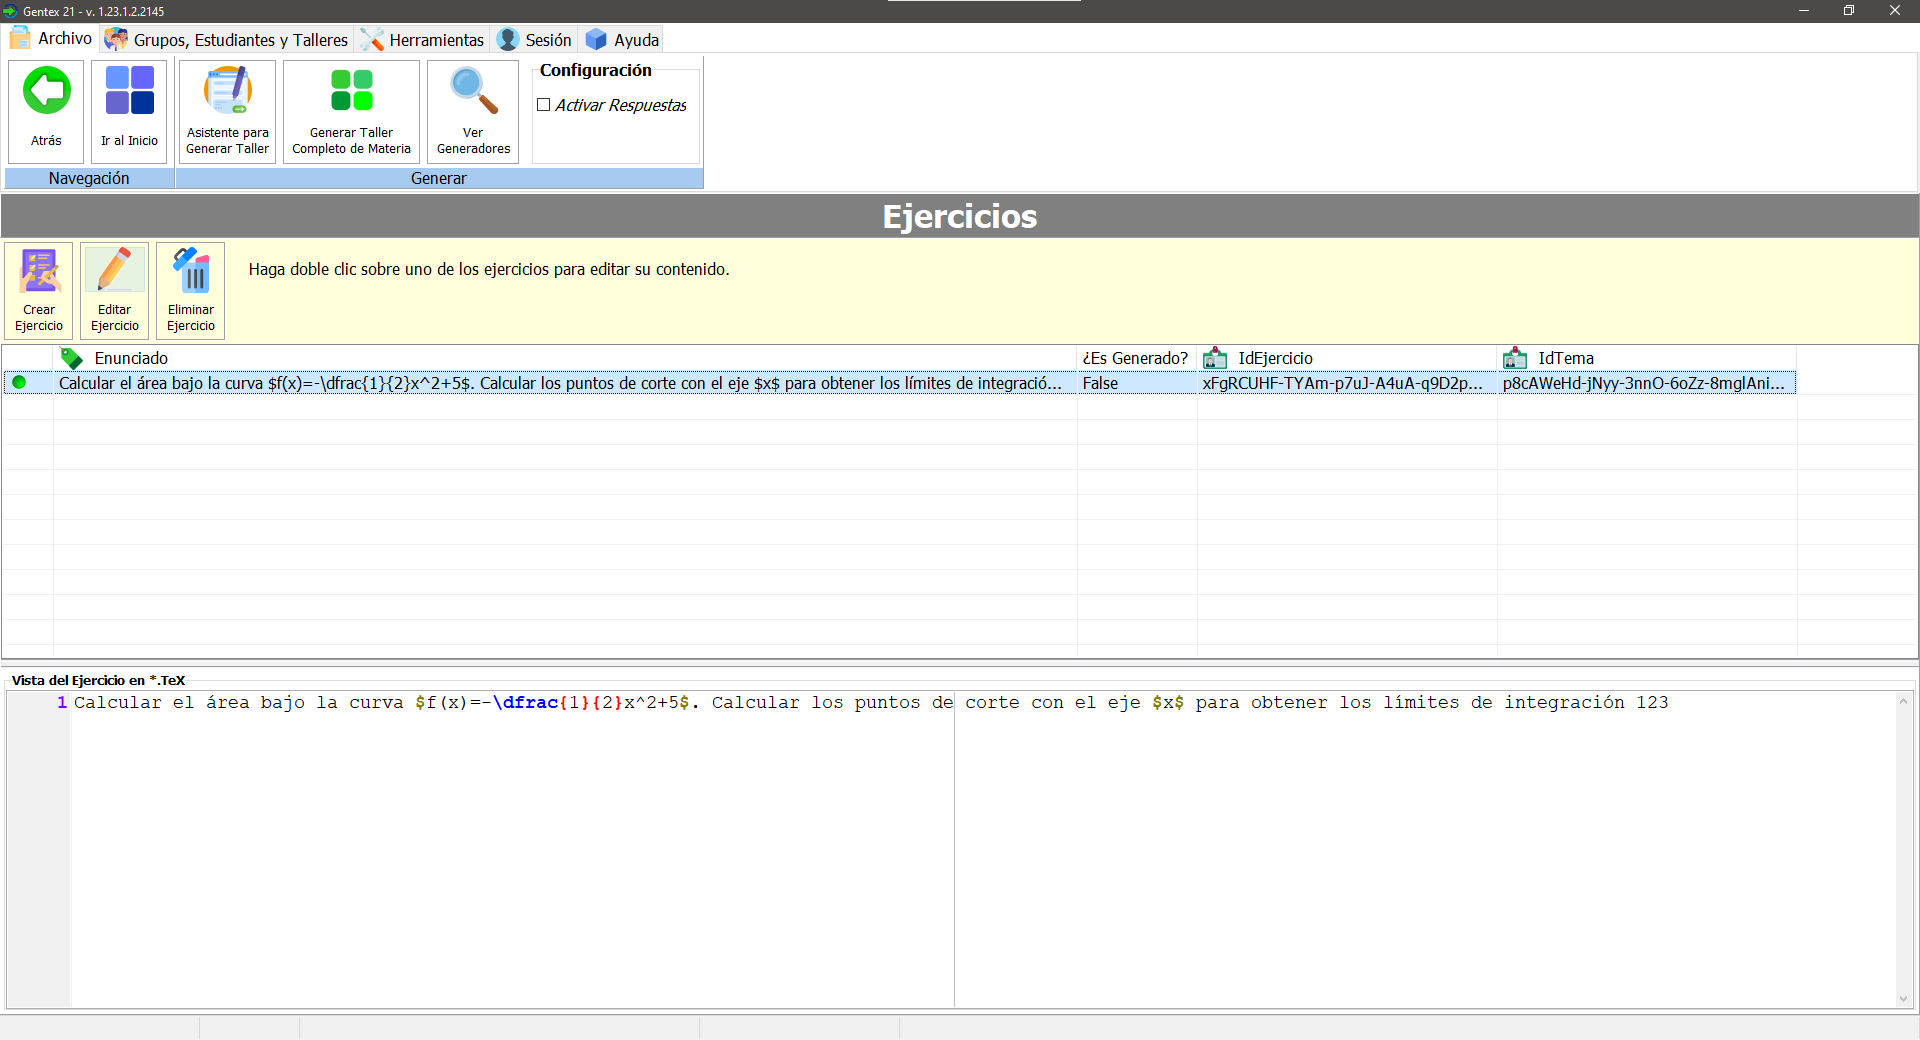 Gentex 21 - v. 1.23.1.2.2145
Archivo Grupos, Estudiantes y Talleres Herramientas Sesión Ayuda
Atrás
Ir al Inicio
Navegación
Asistente para
Generar Taller
Generar Taller
Completo de Materia
Ver
Generadores
Configuración
Activar Respuestas
Generar
Ejercicios
Crear
Ejercicio
Editar
Ejercicio
Eliminar
Ejercicio
Haga doble clic sobre uno de los ejercicios para editar su contenido.
Enunciado ¿Es Generado? IdEjercicio IdTema
Calcular el área bajo la curva $f(x)=-\dfrac{1}{2}x^2+5$. Calcular los puntos de corte con el eje $x$ para obtener los límites de integració... False xFgRCUHF-TYAm-p7uJ-A4uA-q9D2p... p8cAWeHd-jNyy-3nnO-6oZz-8mglAni...
Vista del Ejercicio en *.TeX
1 Calcular el área bajo la curva $f(x)=-\dfrac{1}{2}x^2+5$. Calcular los puntos de corte con el eje $x$ para obtener los límites de integración 123